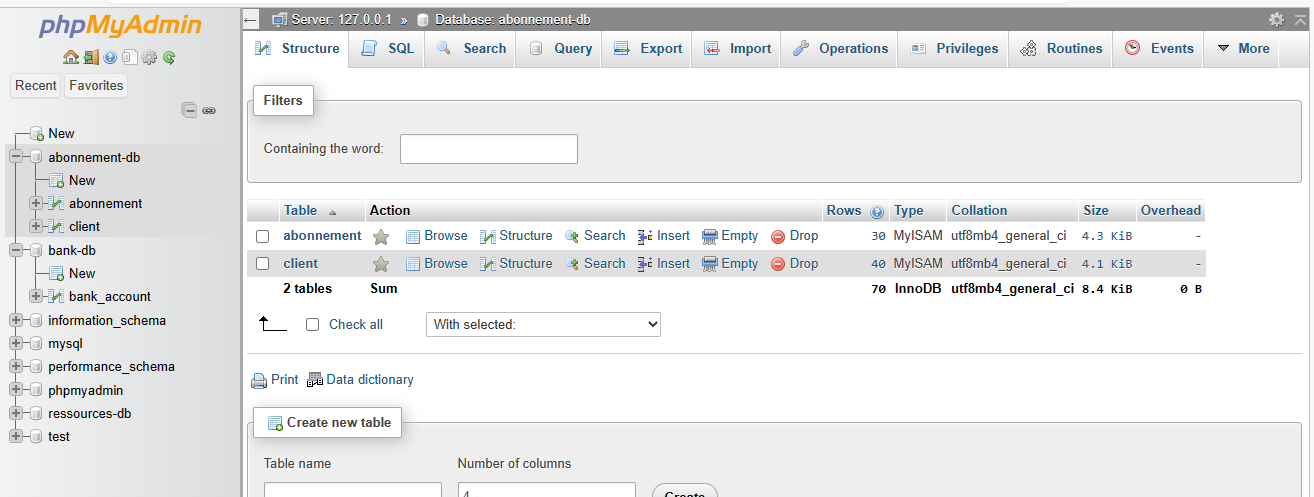 phpMyAdmin
Recent Favorites
New
abonnement-db
New
abonnement
client
bank-db
New
bank_account
information_schema
mysql
performance_schema
phpmyadmin
ressources-db
test
Server: 127.0.0.1 » Database: abonnement-db
Structure SQL Search Query Export Import Operations Privileges Routines Events More
Filters
Containing the word:
Table Action Rows Type Collation Size Overhead
abonnement Browse Structure Search Insert Empty Drop 30 MyISAM utf8mb4_general_ci 4.3 KiB -
client Browse Structure Search Insert Empty Drop 40 MyISAM utf8mb4_general_ci 4.1 KiB -
2 tables Sum 70 InnoDB utf8mb4_general_ci 8.4 KiB 0 B
Check all With selected:
Print Data dictionary
Create new table
Table name Number of columns
4 Create